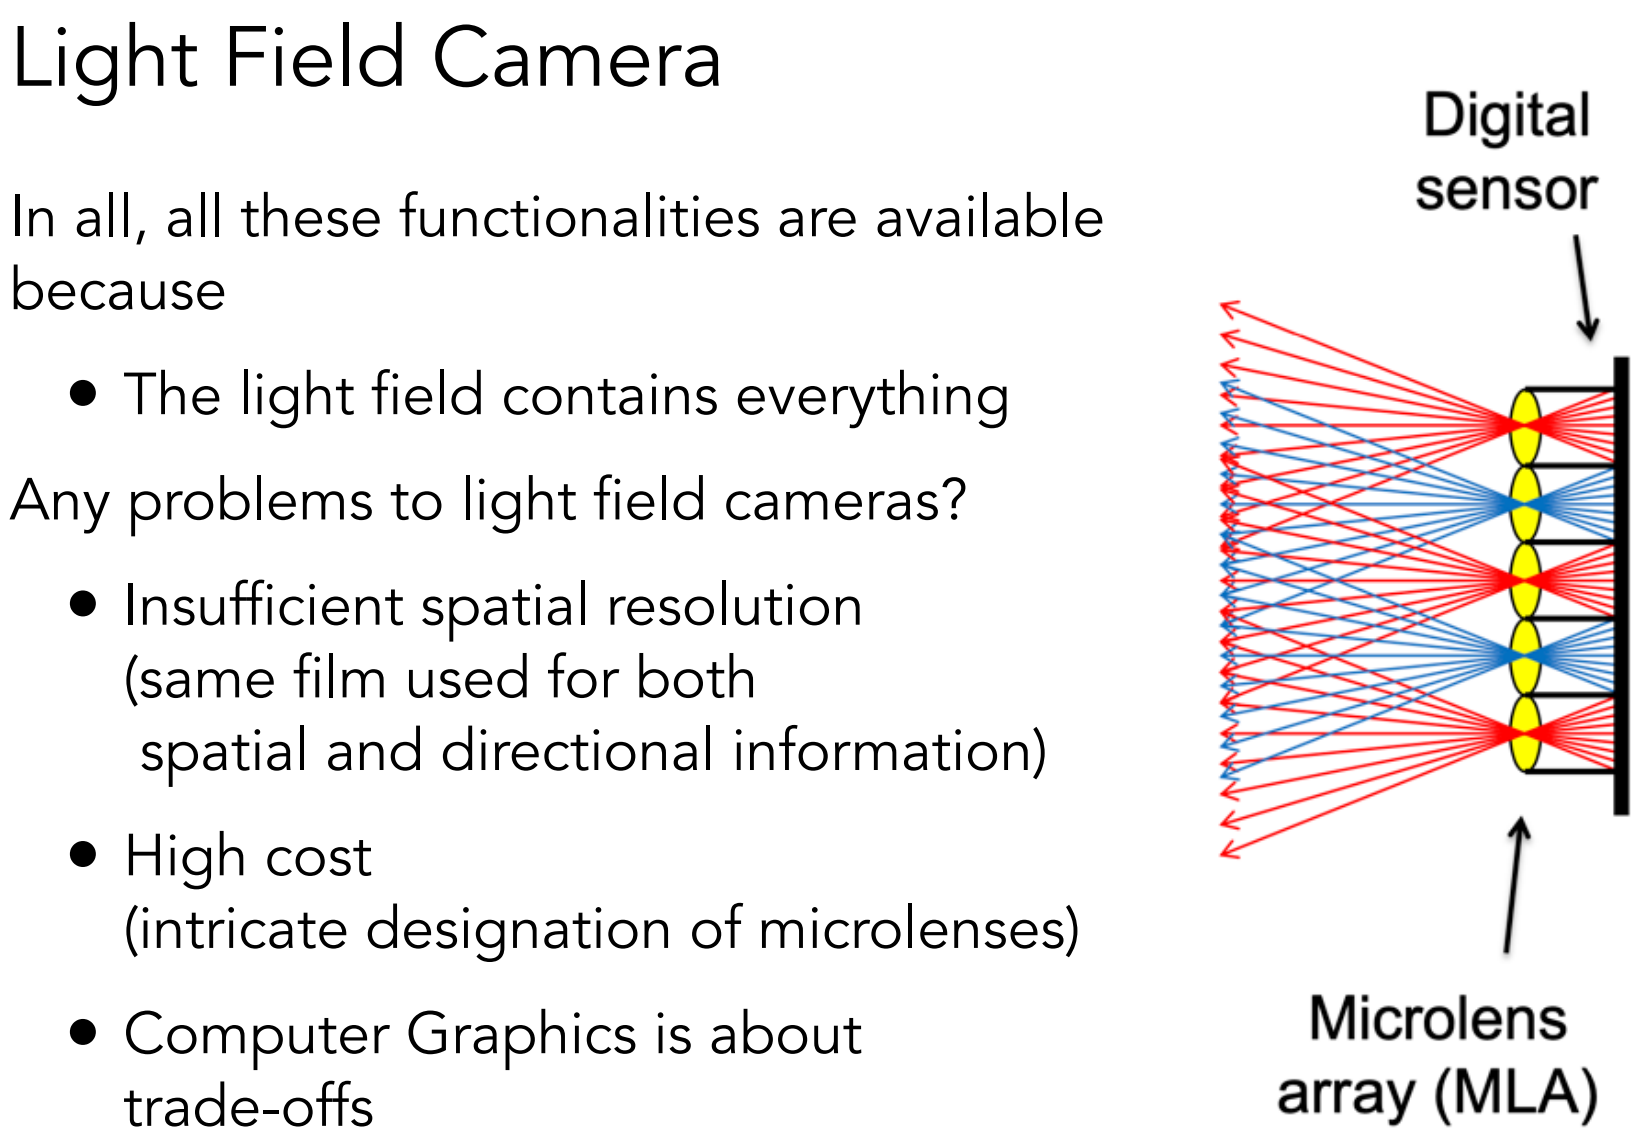 Light Field Camera
In all, all these functionalities are available
because
• The light field contains everything
Any problems to light field cameras?
• Insufficient spatial resolution
(same film used for both
spatial and directional information)
• High cost
(intricate designation of microlenses)
• Computer Graphics is about
trade-offs
Digital
sensor
Microlens
array (MLA)